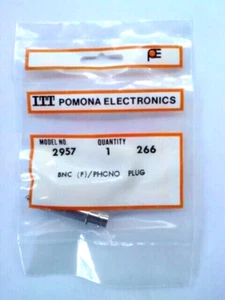 ITT POMONA ELECTRONICS
MODEL NO. QUANTITY
2957 1 266
BNC (F)/PHONO PLUG